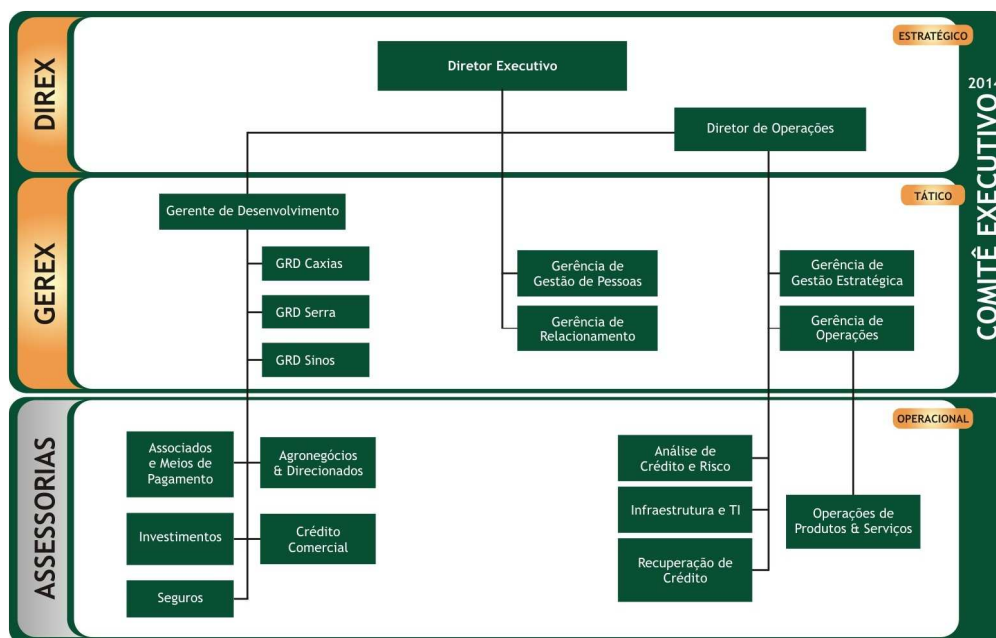 DIREX
ESTRATÉGICO
Diretor Executivo
Diretor de Operações
2014
COMITÊ EXECUTIVO
GEREX
TÁTICO
Gerente de Desenvolvimento
GRD Caxias
GRD Serra
GRD Sinos
Gerência de
Gestão de Pessoas
Gerência de
Relacionamento
Gerência de
Gestão Estratégica
Gerência de
Operações
ASSESSORIAS
OPERACIONAL
Associados
e Meios de
Pagamento
Agronegócios
& Direcionados
Investimentos
Crédito
Comercial
Seguros
Análise de
Crédito e Risco
Infraestrutura e TI
Recuperação de
Crédito
Operações de
Produtos & Serviços